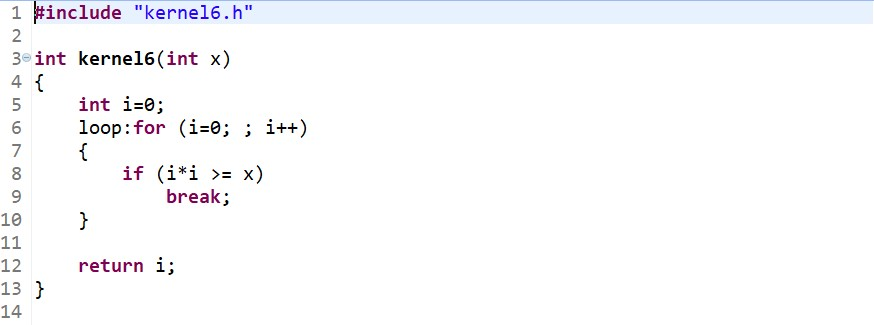 1 #include "kernel6.h"
2
3 int kernel6(int x)
4 {
5     int i=0;
6     loop:for (i=0; ; i++)
7     {
8         if (i*i >= x)
9             break;
10     }
11
12     return i;
13 }
14